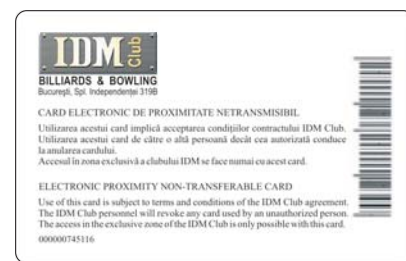 IDM Club
BILLIARDS & BOWLING
București, Spl. Independenței 319B
CARD ELECTRONIC DE PROXIMITATE NETRANSMISIBIL
Utilizarea acestui card implică acceptarea condițiilor contractului IDM Club.
Utilizarea acestui card de către o altă persoană decât cea autorizată conduce
la anularea cardului.
Accesul în zona exclusivă a clubului IDM se face numai cu acest card.
ELECTRONIC PROXIMITY NON-TRANSFERABLE CARD
Use of this card is subject to terms and conditions of the IDM Club agreement.
The IDM Club personnel will revoke any card used by an unauthorized person.
The access in the exclusive zone of the IDM Club is only possible with this card.
000000745116